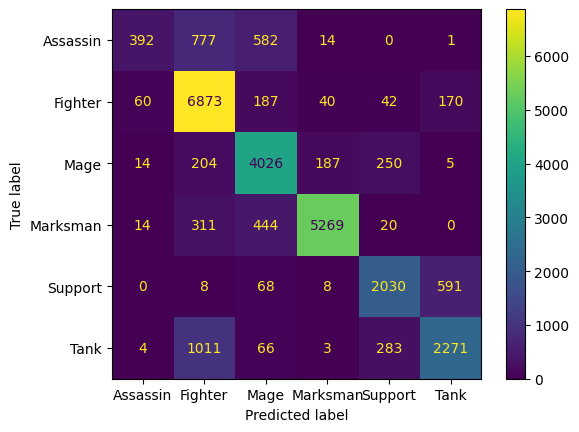 Assassin 392 777 582 14 0 1
Fighter 60 6873 187 40 42 170
Mage 14 204 4026 187 250 5
Marksman 14 311 444 5269 20 0
Support 0 8 68 8 2030 591
Tank 4 1011 66 3 283 2271
Assassin Fighter Mage Marksman Support Tank
Predicted label
True label
6000
5000
4000
3000
2000
1000
0